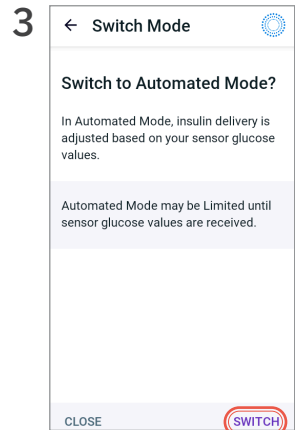 3
Switch Mode
Switch to Automated Mode?
In Automated Mode, insulin delivery is
adjusted based on your sensor glucose
values.
Automated Mode may be Limited until
sensor glucose values are received.
CLOSE SWITCH